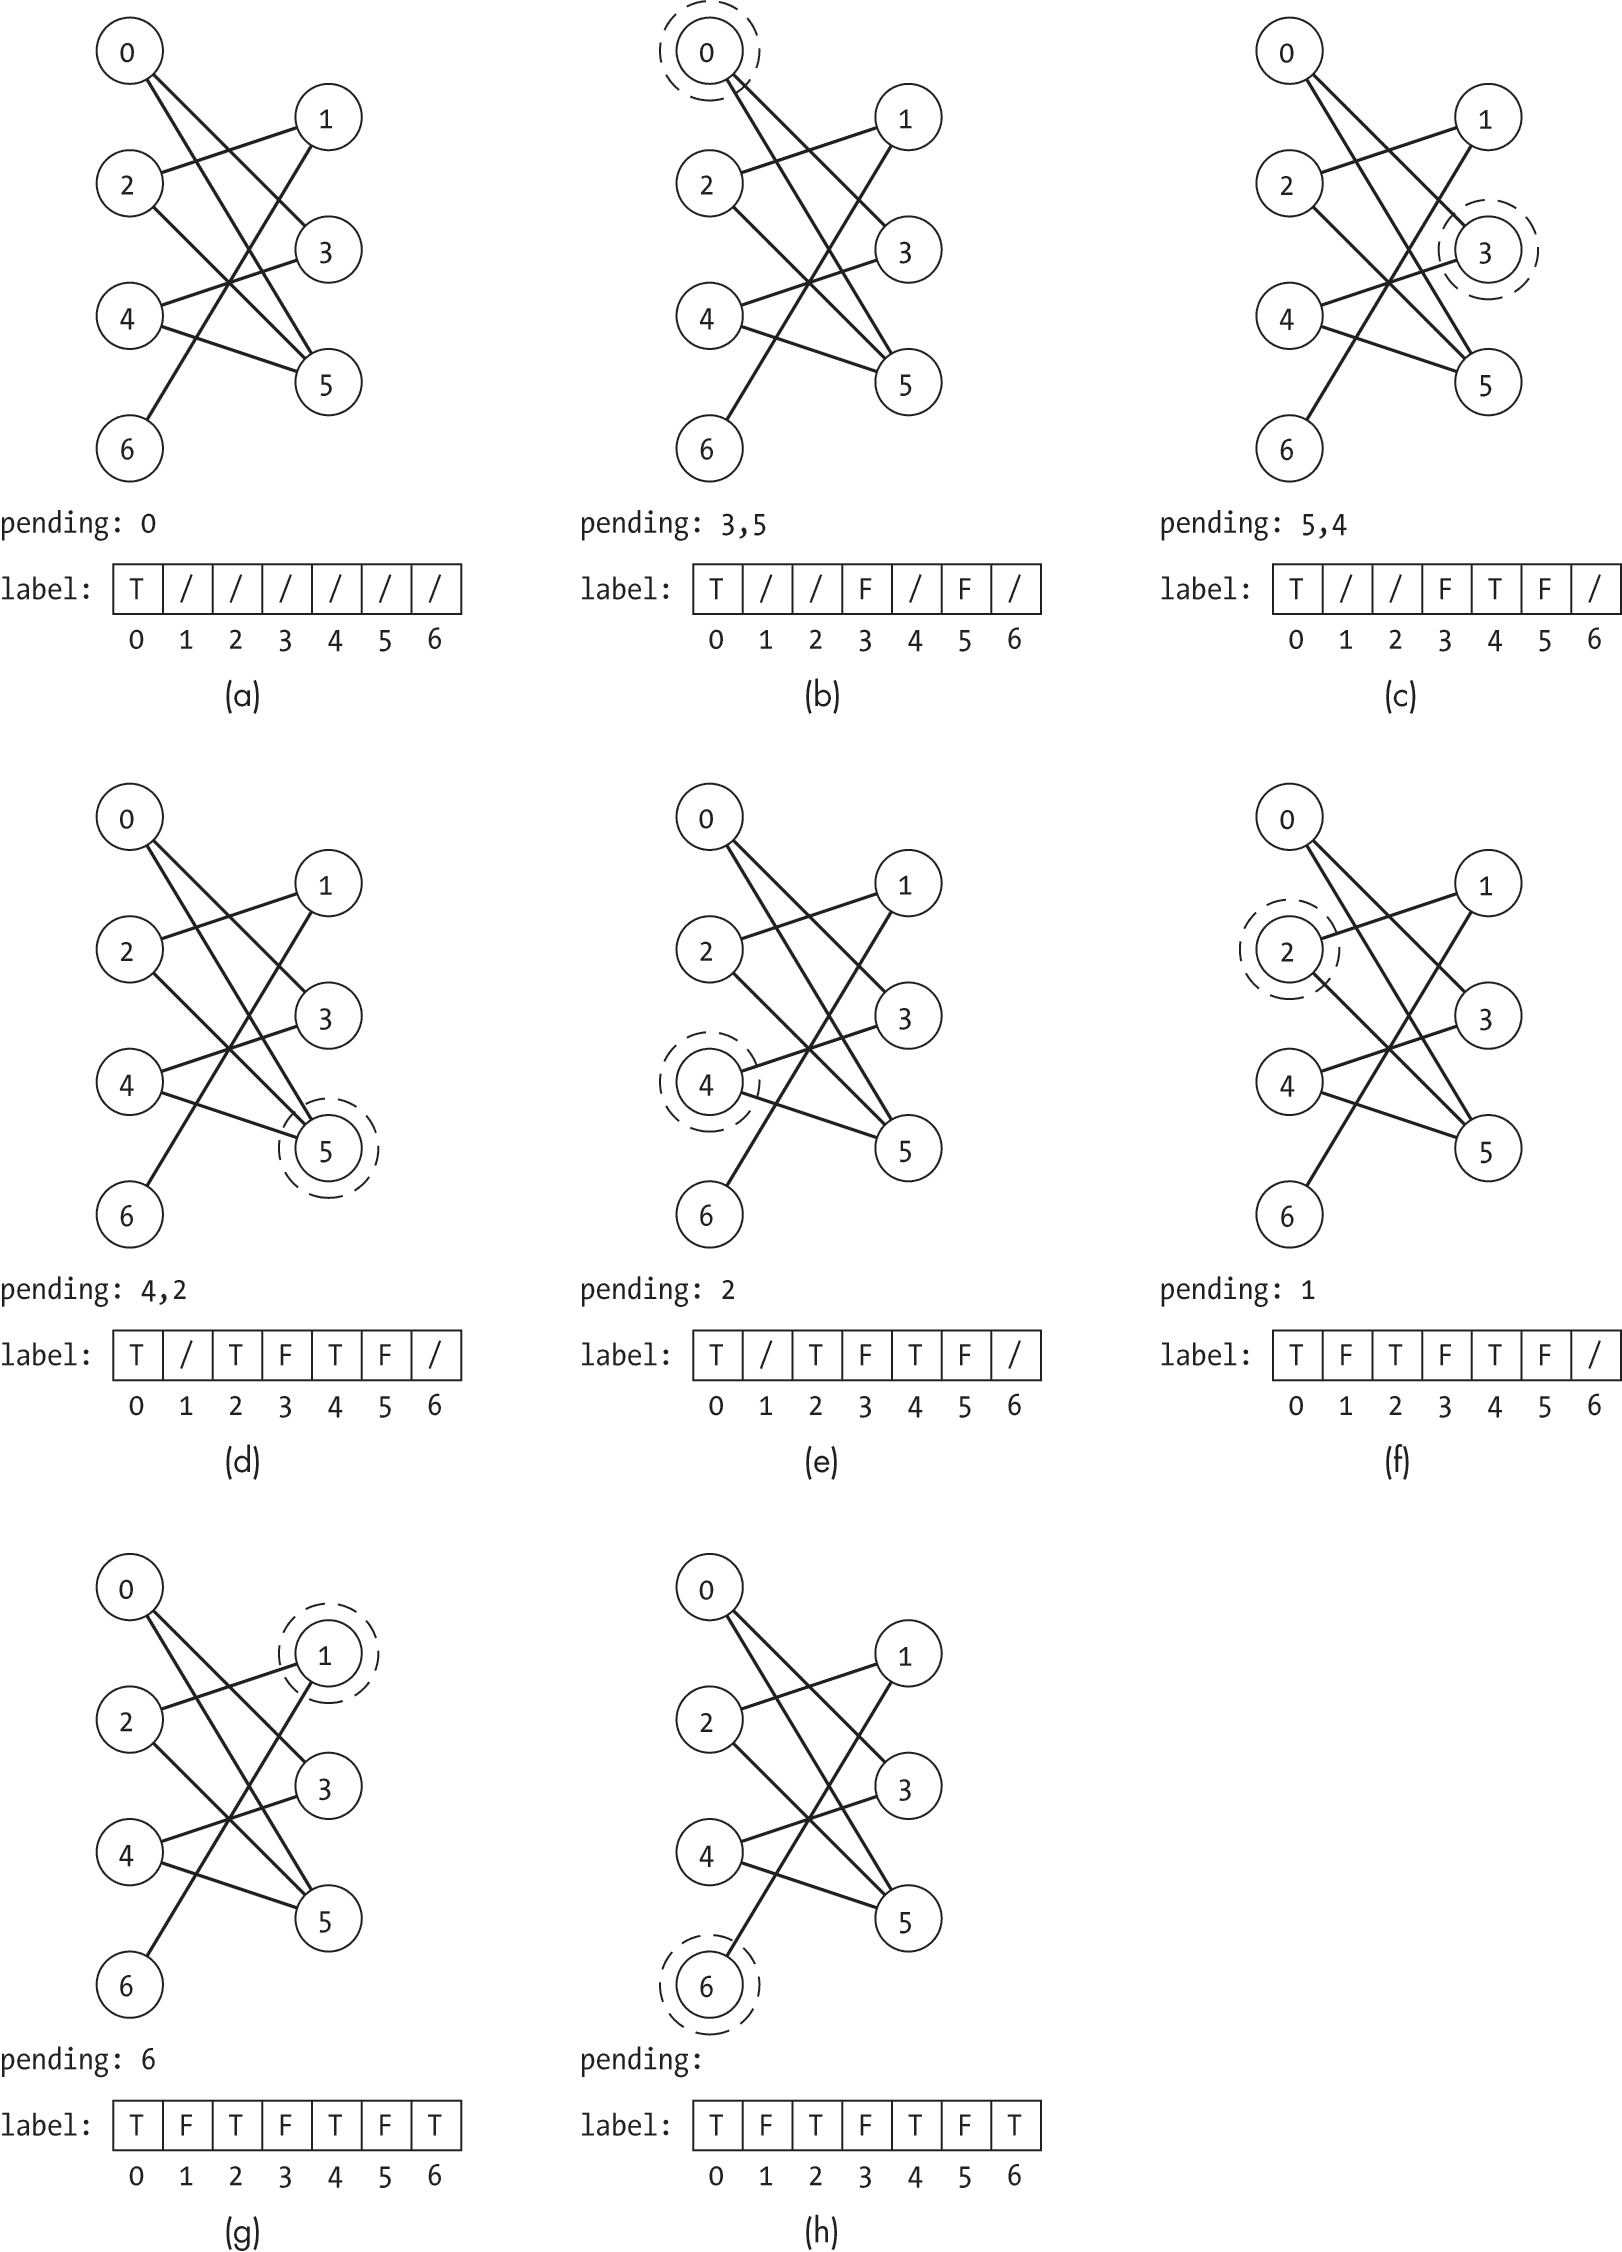 0
1
2
3
4
5
6
pending: 0
label: T / / / / / /
0 1 2 3 4 5 6
(a)
0
1
2
3
4
5
6
pending: 3,5
label: T / / F / F /
0 1 2 3 4 5 6
(b)
0
1
2
3
4
5
6
pending: 5,4
label: T / / F T F /
0 1 2 3 4 5 6
(c)
0
1
2
3
4
5
6
pending: 4,2
label: T / T F T F /
0 1 2 3 4 5 6
(d)
0
1
2
3
4
5
6
pending: 2
label: T / T F T F /
0 1 2 3 4 5 6
(e)
0
1
2
3
4
5
6
pending: 1
label: T F T F T F /
0 1 2 3 4 5 6
(f)
0
1
2
3
4
5
6
pending: 6
label: T F T F T F T
0 1 2 3 4 5 6
(g)
0
1
2
3
4
5
6
pending:
label: T F T F T F T
0 1 2 3 4 5 6
(h)